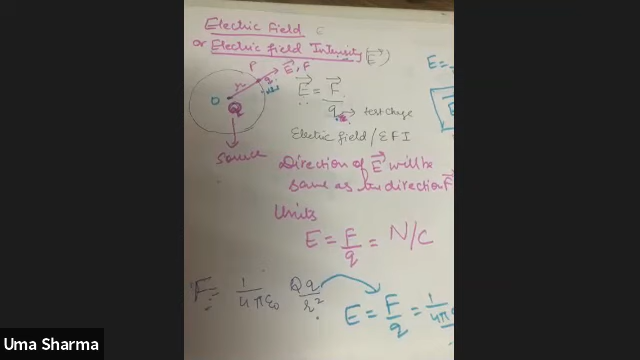 Electric Field E
or Electric field Intensity (E⃗)
P E⃗, F
r q
O
Q
Source
E⃗ = F⃗/q → test charge
Electric field / E F I
Direction of E⃗ will be
same as the direction F⃗
Units
E = F/q = N/C
F = 1/4πε₀ Qq/r²
E = F/q = 1/4π
E =
Uma Sharma